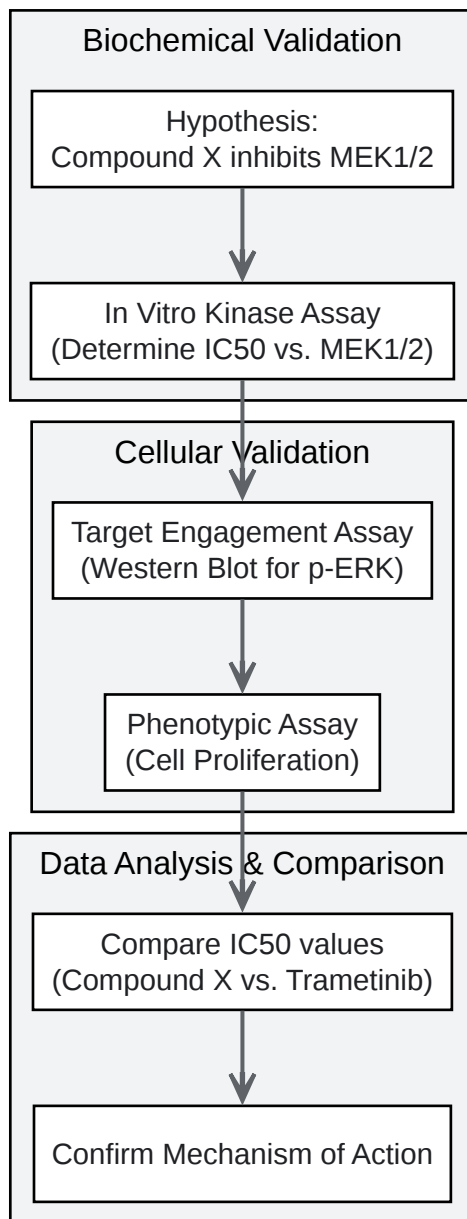 Biochemical Validation
Hypothesis:
Compound X inhibits MEK1/2
In Vitro Kinase Assay
(Determine IC50 vs. MEK1/2)
Cellular Validation
Target Engagement Assay
(Western Blot for p-ERK)
Phenotypic Assay
(Cell Proliferation)
Data Analysis & Comparison
Compare IC50 values
(Compound X vs. Trametinib)
Confirm Mechanism of Action